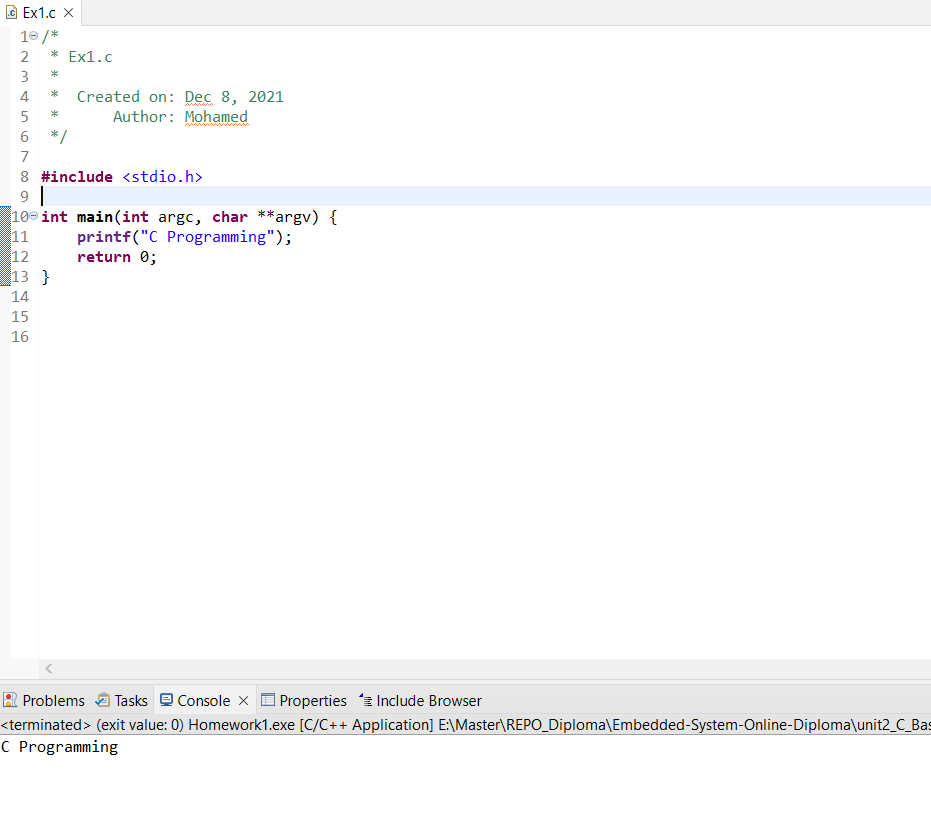 Ex1.c
1 /*
2  * Ex1.c
3  *
4  *  Created on: Dec 8, 2021
5  *      Author: Mohamed
6  */
7
8 #include <stdio.h>
9
10 int main(int argc, char **argv) {
11     printf("C Programming");
12     return 0;
13 }
14
15
16
Problems Tasks Console Properties Include Browser
<terminated> (exit value: 0) Homework1.exe [C/C++ Application] E:\Master\REPO_Diploma\Embedded-System-Online-Diploma\unit2_C_Bas
C Programming